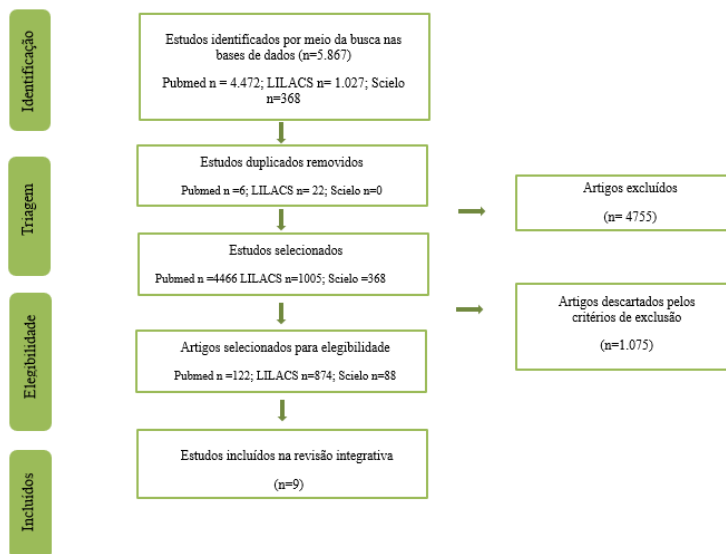 Identificação
Estudos identificados por meio da busca nas
bases de dados (n=5.867)
Pubmed n = 4.472; LILACS n= 1.027; Scielo
n=368
Triagem
Estudos duplicados removidos
Pubmed n =6; LILACS n= 22; Scielo n=0
Artigos excluídos
(n= 4755)
Estudos selecionados
Pubmed n =4466 LILACS n=1005; Scielo =368
Elegibilidade
Artigos descartados pelos
critérios de exclusão
(n=1.075)
Artigos selecionados para elegibilidade
Pubmed n =122; LILACS n=874; Scielo n=88
Incluídos
Estudos incluídos na revisão integrativa
(n=9)